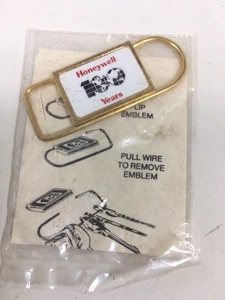 Honeywell
100
Years
UP
EMBLEM
PULL WIRE
TO REMOVE
EMBLEM